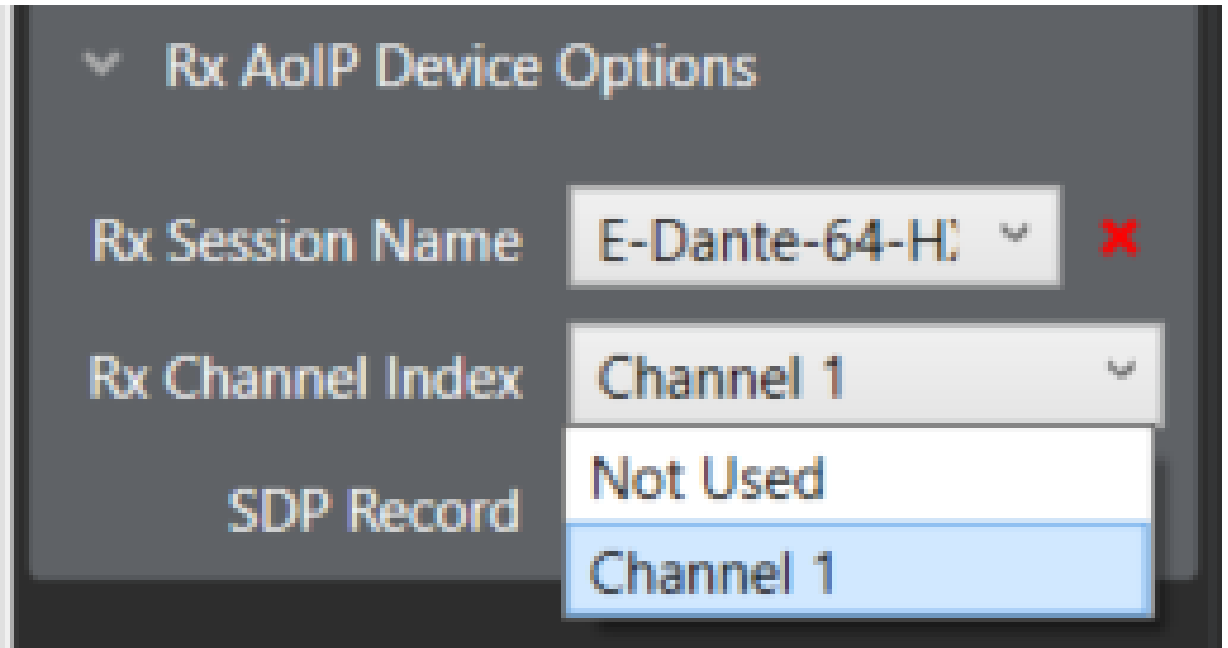 Rx AoIP Device Options
Rx Session Name E-Dante-64-H
Rx Channel Index Channel 1
Not Used
SDP Record
Channel 1